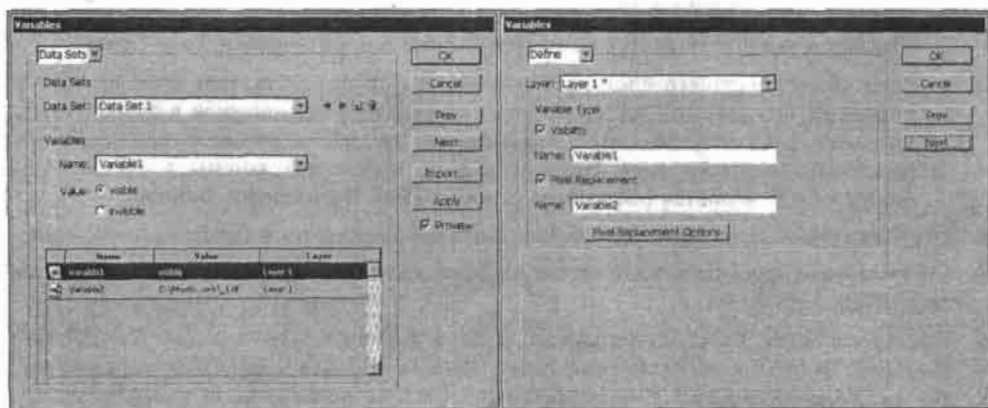 Variables
Data Sets
OK
Data Sets
Cancel
Data Set: Data Set 1
Prev
Variables
Next
Name: Variable1
Import...
Value: visible
Apply
invisible
Preview
Name Value Layer
Variable1 visible Layer 1
Variable2 Layer 1
Variables
Define
OK
Layer: Layer 1 *
Cancel
Variable Type
Prev
Visibility
Next
Name: Variable1
Pixel Replacement
Name: Variable2
Pixel Replacement Options